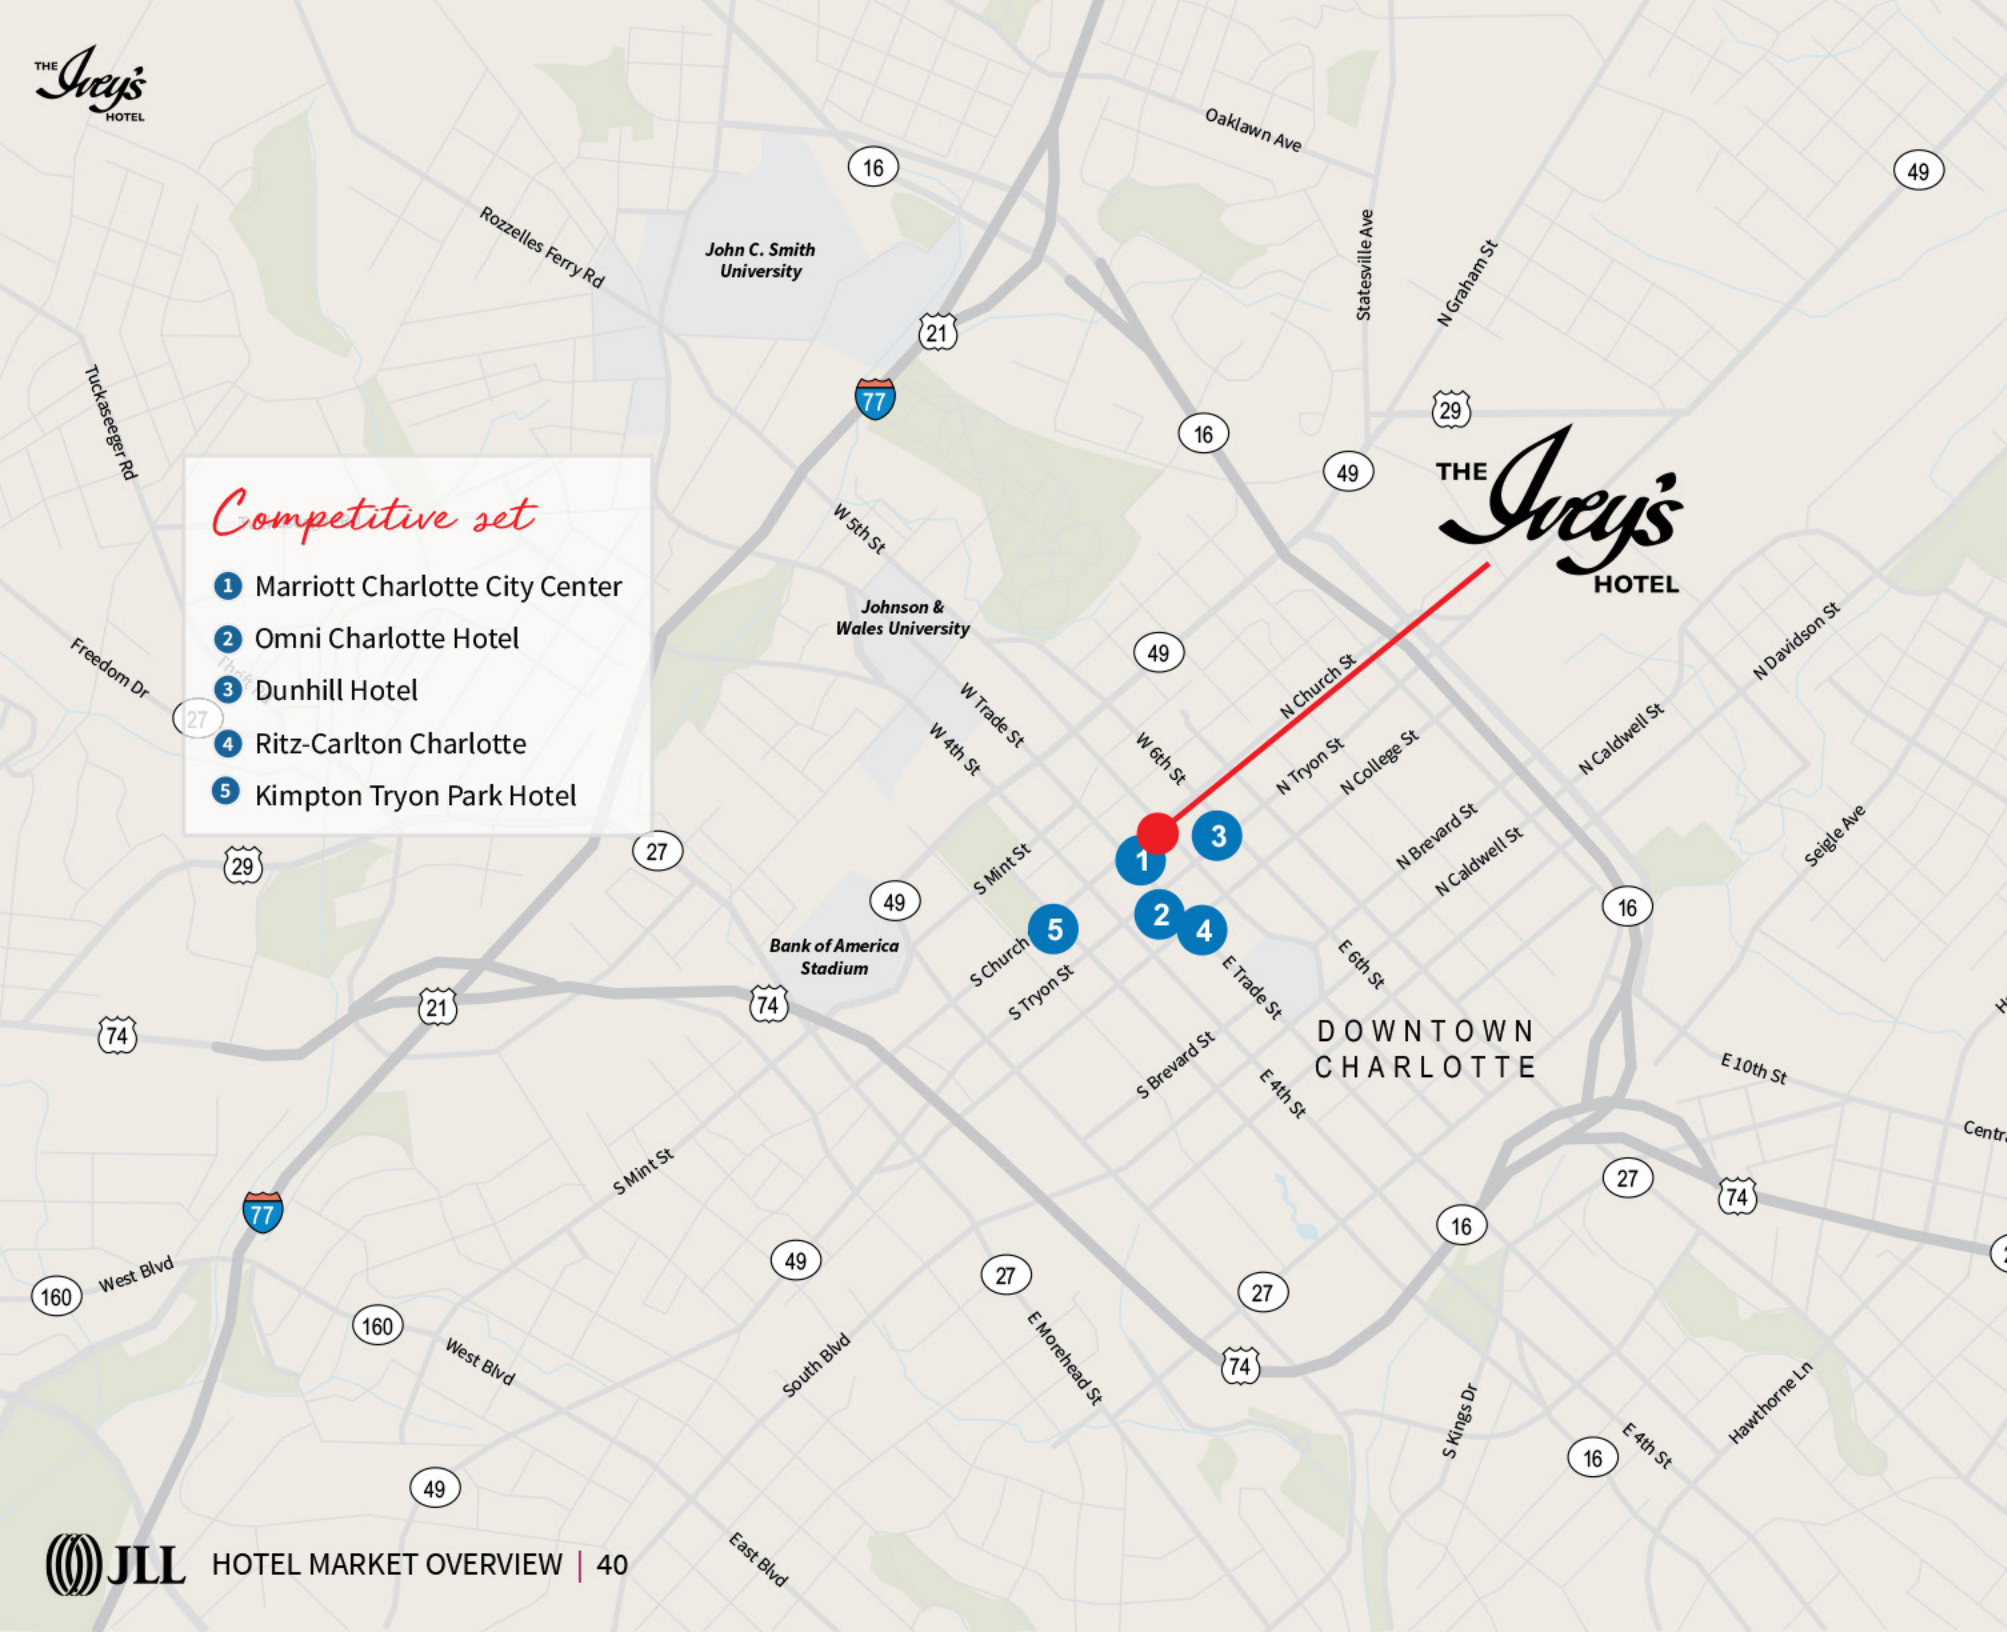 THE
Ivey's
HOTEL
Oaklawn Ave
16
49
Rozzelles Ferry Rd
John C. Smith
University
Statesville Ave
N Graham St
21
77
Tuckaseeger Rd
29
16
49
THE
Ivey's
HOTEL
Competitive set
1 Marriott Charlotte City Center
2 Omni Charlotte Hotel
3 Dunhill Hotel
4 Ritz-Carlton Charlotte
5 Kimpton Tryon Park Hotel
W 5th St
Johnson &
Wales University
49
N Church St
N Davidson St
Freedom Dr
27
W Trade St
W 4th St
W 6th St
N Tryon St
N College St
N Caldwell St
N Brevard St
N Caldwell St
Seigle Ave
29
27
S Mint St
1
3
49
5
2
4
16
Bank of America
Stadium
S Church
S Tryon St
E Trade St
E 6th St
74
21
74
DOWNTOWN
CHARLOTTE
S Brevard St
E 4th St
E 10th St
S Mint St
27
74
77
16
West Blvd
160
49
27
27
160
West Blvd
South Blvd
E Morehead St
74
S Kings Dr
Hawthorne Ln
E 4th St
16
49
East Blvd
JLL HOTEL MARKET OVERVIEW | 40